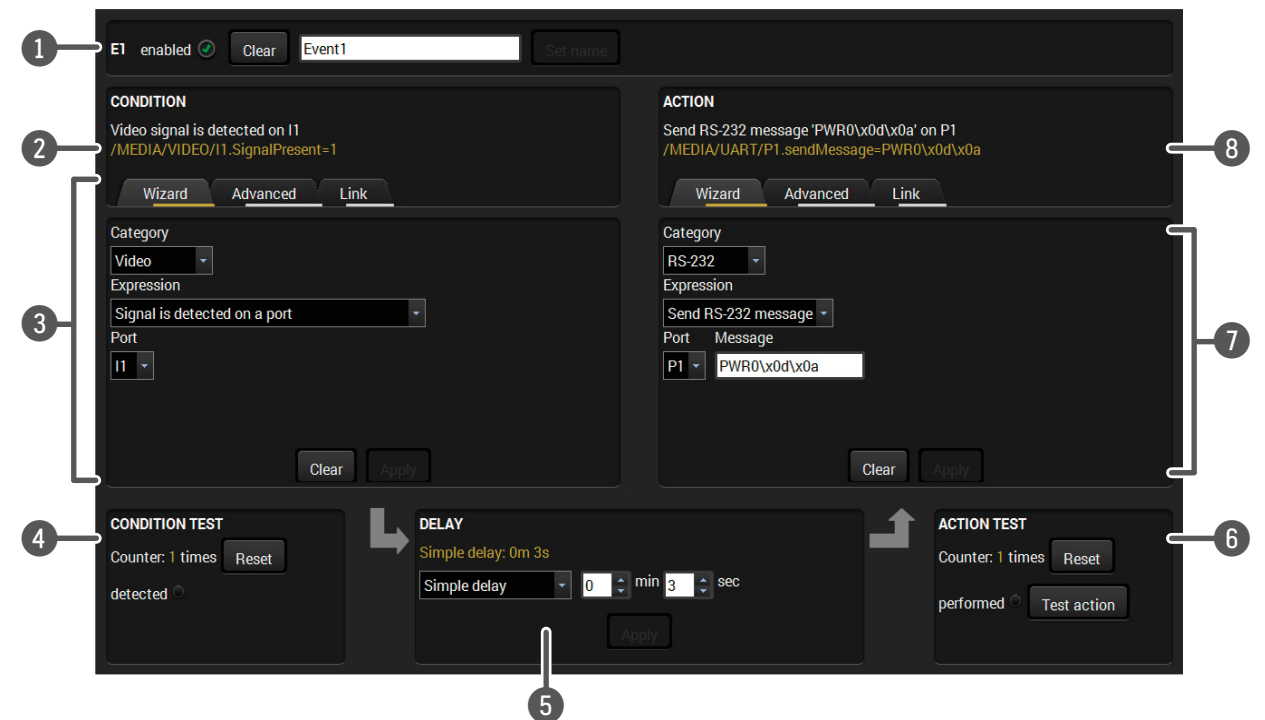 1
E1 enabled Clear Event1 Set name
CONDITION
Video signal is detected on I1
/MEDIA/VIDEO/I1.SignalPresent=1
2
Wizard Advanced Link
3
Category
Video
Expression
Signal is detected on a port
Port
I1
Clear Apply
ACTION
Send RS-232 message 'PWR0\x0d\x0a' on P1
/MEDIA/UART/P1.sendMessage=PWR0\x0d\x0a
8
Wizard Advanced Link
Category
RS-232
Expression
Send RS-232 message
Port Message
P1 PWR0\x0d\x0a
7
Clear Apply
4
CONDITION TEST
Counter: 1 times Reset
detected
DELAY
Simple delay: 0m 3s
Simple delay 0 min 3 sec
Apply
5
ACTION TEST
Counter: 1 times Reset
performed Test action
6